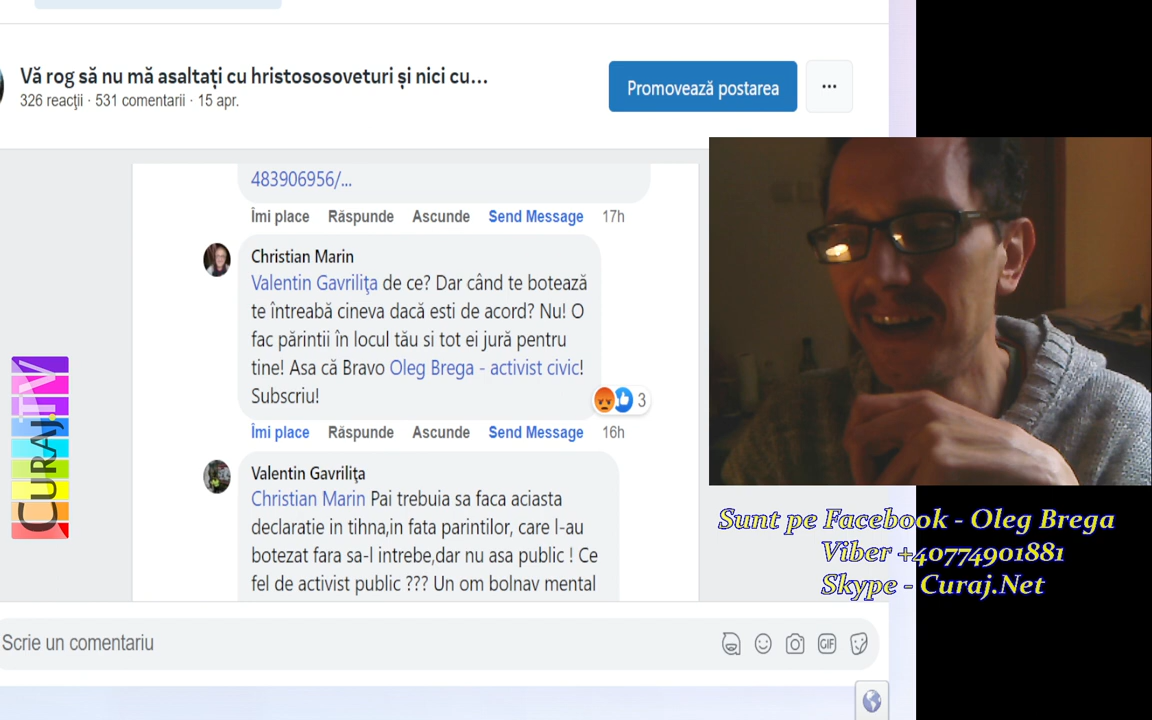 Vă rog să nu mă asaltați cu hristososoveturi și nici cu...
326 reacții · 531 comentarii · 15 apr.
Promovează postarea
483906956/...
Îmi place Răspunde Ascunde Send Message 17h
Christian Marin
Valentin Gavrilița de ce? Dar când te botează
te întreabă cineva dacă esti de acord? Nu! O
fac părintii în locul tău si tot ei jură pentru
tine! Asa că Bravo Oleg Brega - activist civic!
Subscriu!
3
Îmi place Răspunde Ascunde Send Message 16h
Valentin Gavrilița
Christian Marin Pai trebuia sa faca aciasta
declaratie in tihna,in fata parintilor, care l-au
botezat fara sa-l intrebe,dar nu asa public ! Ce
fel de activist public ??? Un om bolnav mental
Scrie un comentariu
GIF
CURAJ.TV
Sunt pe Facebook - Oleg Brega
Viber +40774901881
Skype - Curaj.Net